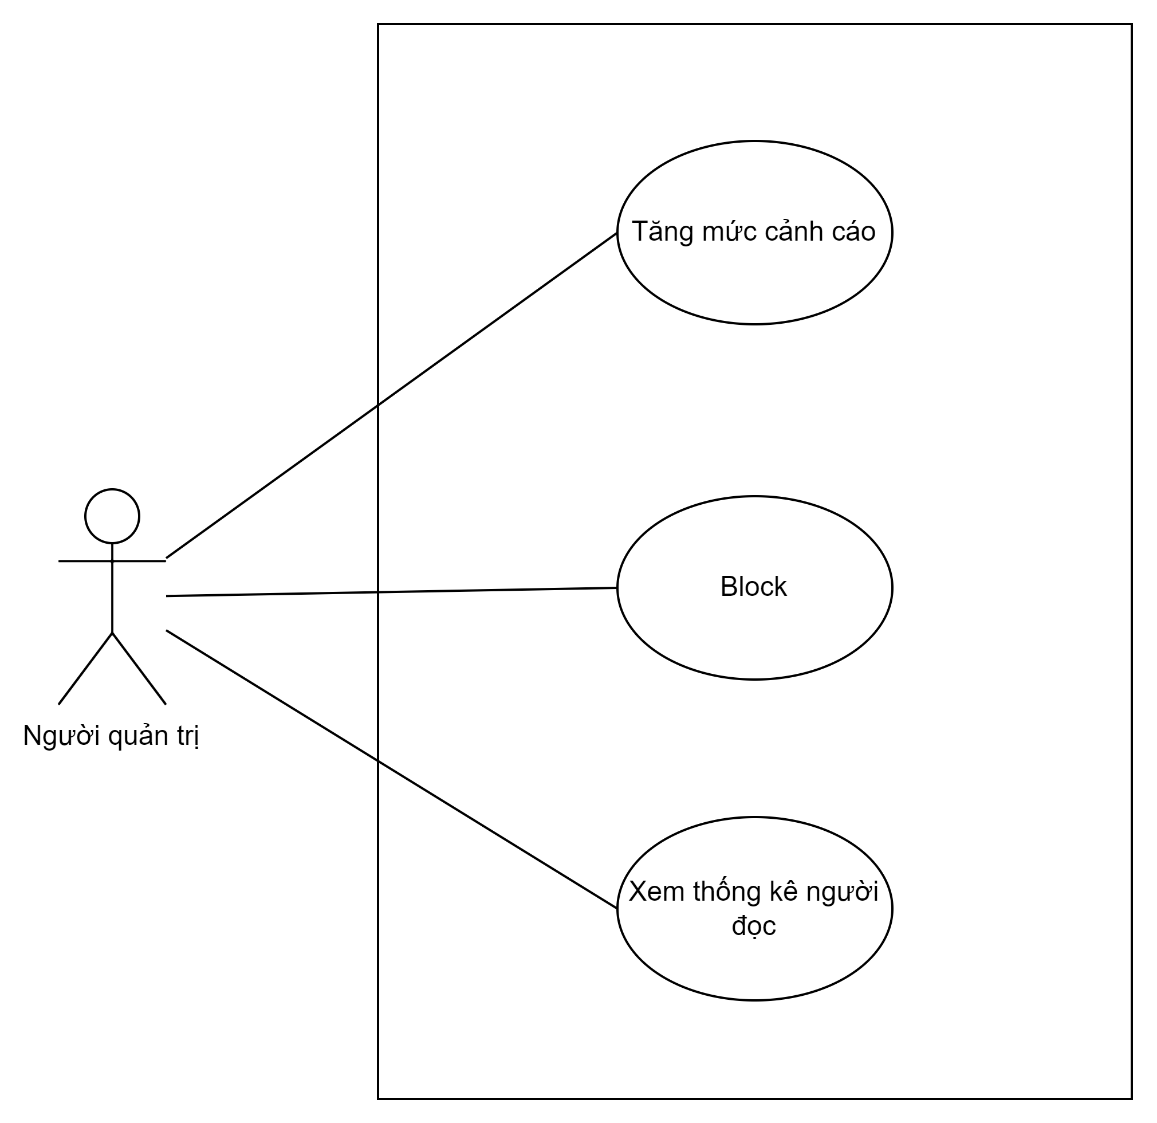 Tăng mức cảnh cáo
Block
Người quản trị
Xem thống kê người
đọc